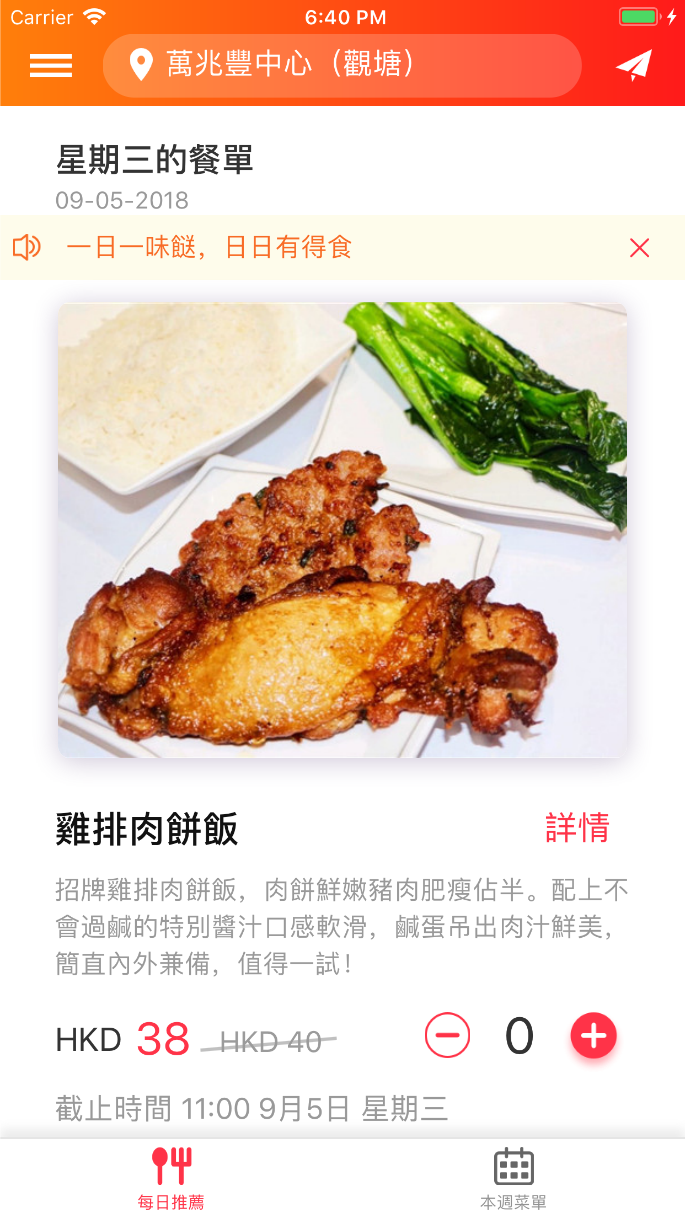 Carrier 6:40 PM
萬兆豐中心（觀塘）
星期三的餐單
09-05-2018
一日一味餸，日日有得食
雞排肉餅飯 詳情
招牌雞排肉餅飯，肉餅鮮嫩豬肉肥瘦佔半。配上不
會過鹹的特別醬汁口感軟滑，鹹蛋吊出肉汁鮮美，
簡直內外兼備，值得一試！
HKD 38 HKD 40 0
截止時間 11:00 9月5日 星期三
每日推薦 本週菜單